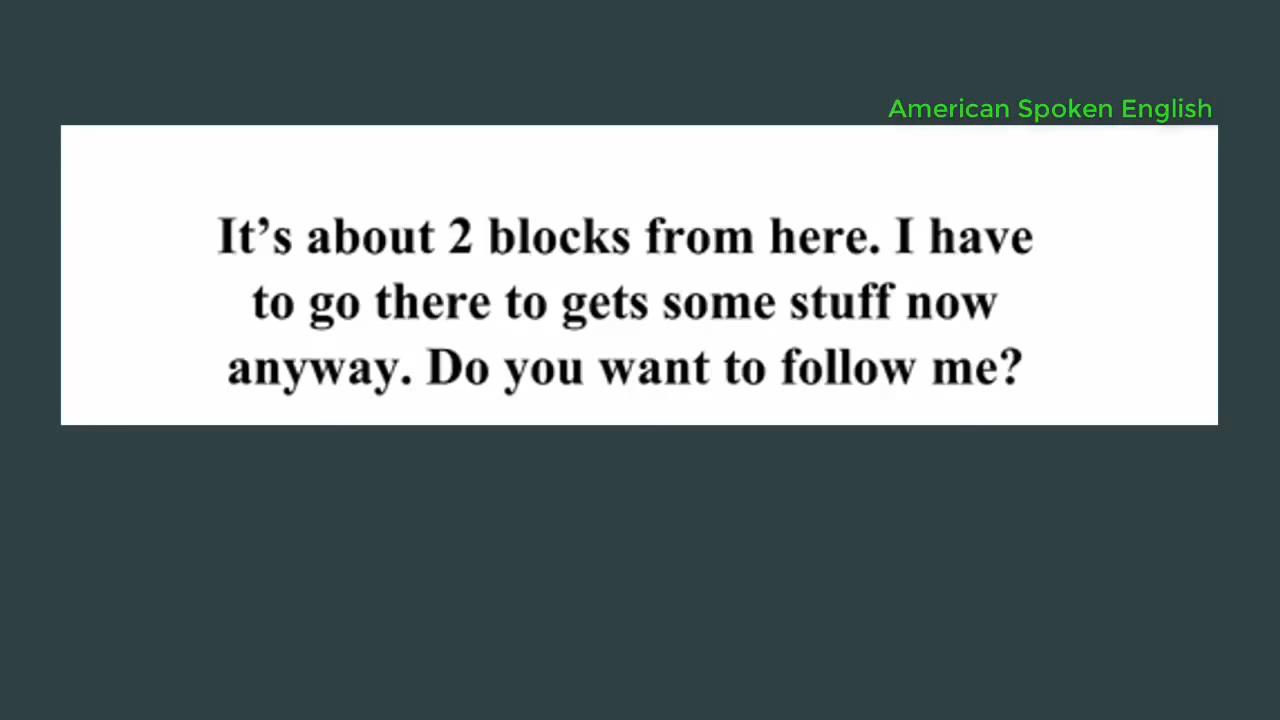 American Spoken English
It’s about 2 blocks from here. I have
to go there to gets some stuff now
anyway. Do you want to follow me?